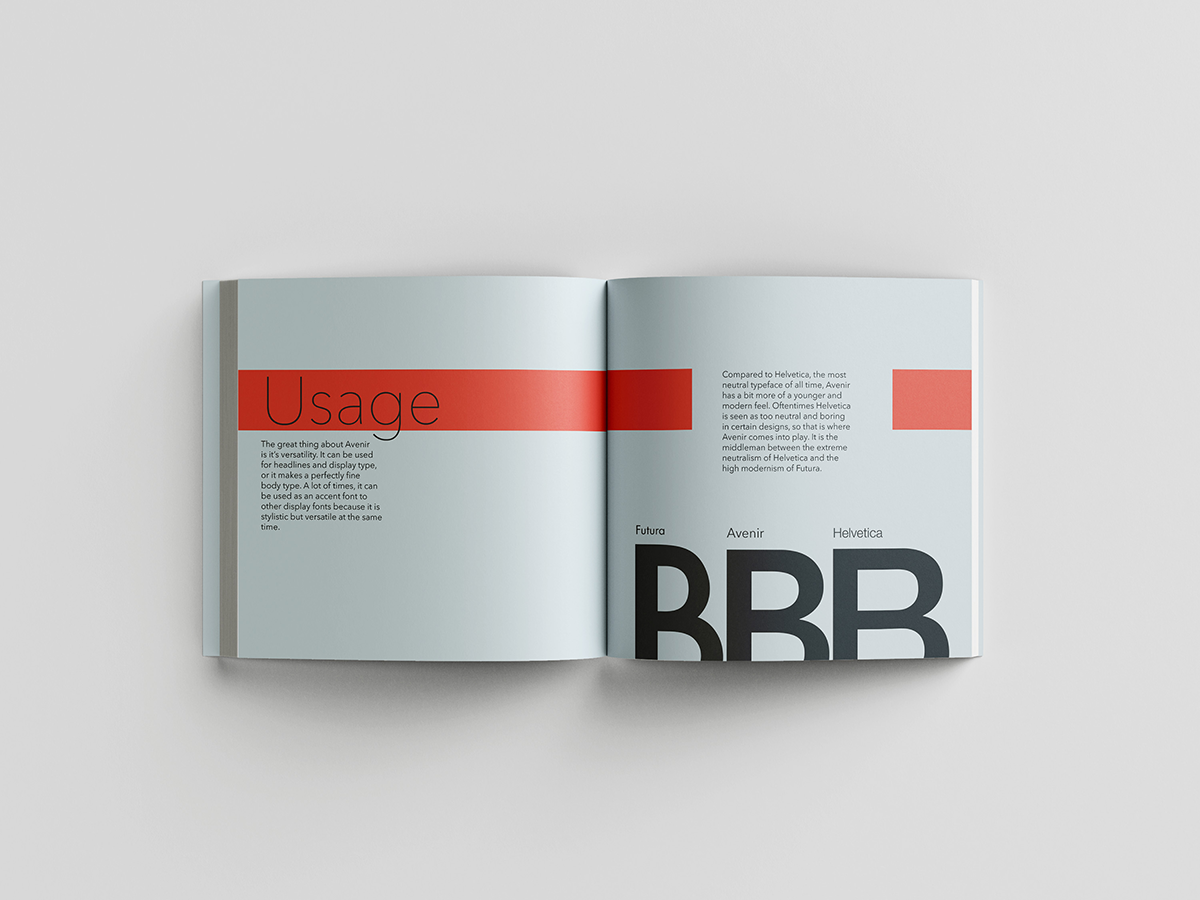 Usage
The great thing about Avenir
is it's versatility. It can be used
for headlines and display type,
or it makes a perfectly fine
body type. A lot of times, it can
be used as an accent font to
other display fonts because it is
stylistic but versatile at the same
time.
Compared to Helvetica, the most
neutral typeface of all time, Avenir
has a bit more of a younger and
modern feel. Oftentimes Helvetica
is seen as too neutral and boring
in certain designs, so that is where
Avenir comes into play. It is the
middleman between the extreme
neutralism of Helvetica and the
high modernism of Futura.
Futura Avenir Helvetica
BBB